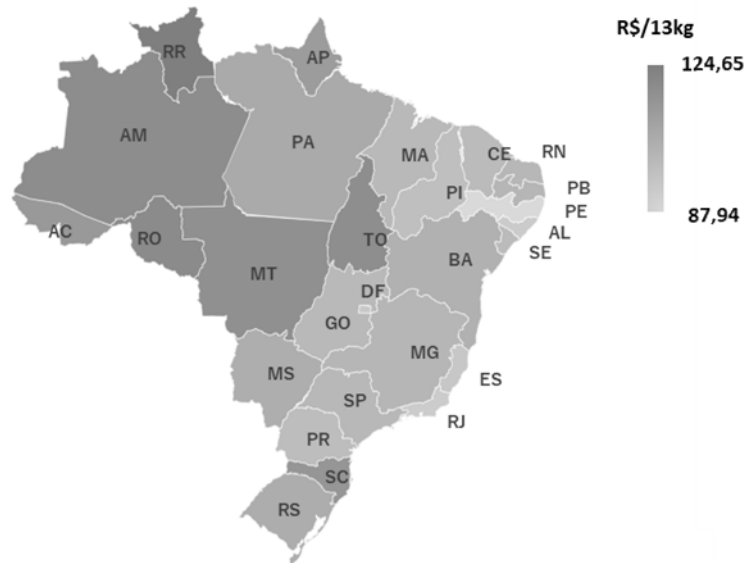 R$/13kg
124,65
87,94
RR
AP
AM
PA
MA
CE
RN
PI
PB
PE
AL
SE
AC
RO
TO
BA
MT
DF
GO
MG
ES
MS
SP
RJ
PR
SC
RS